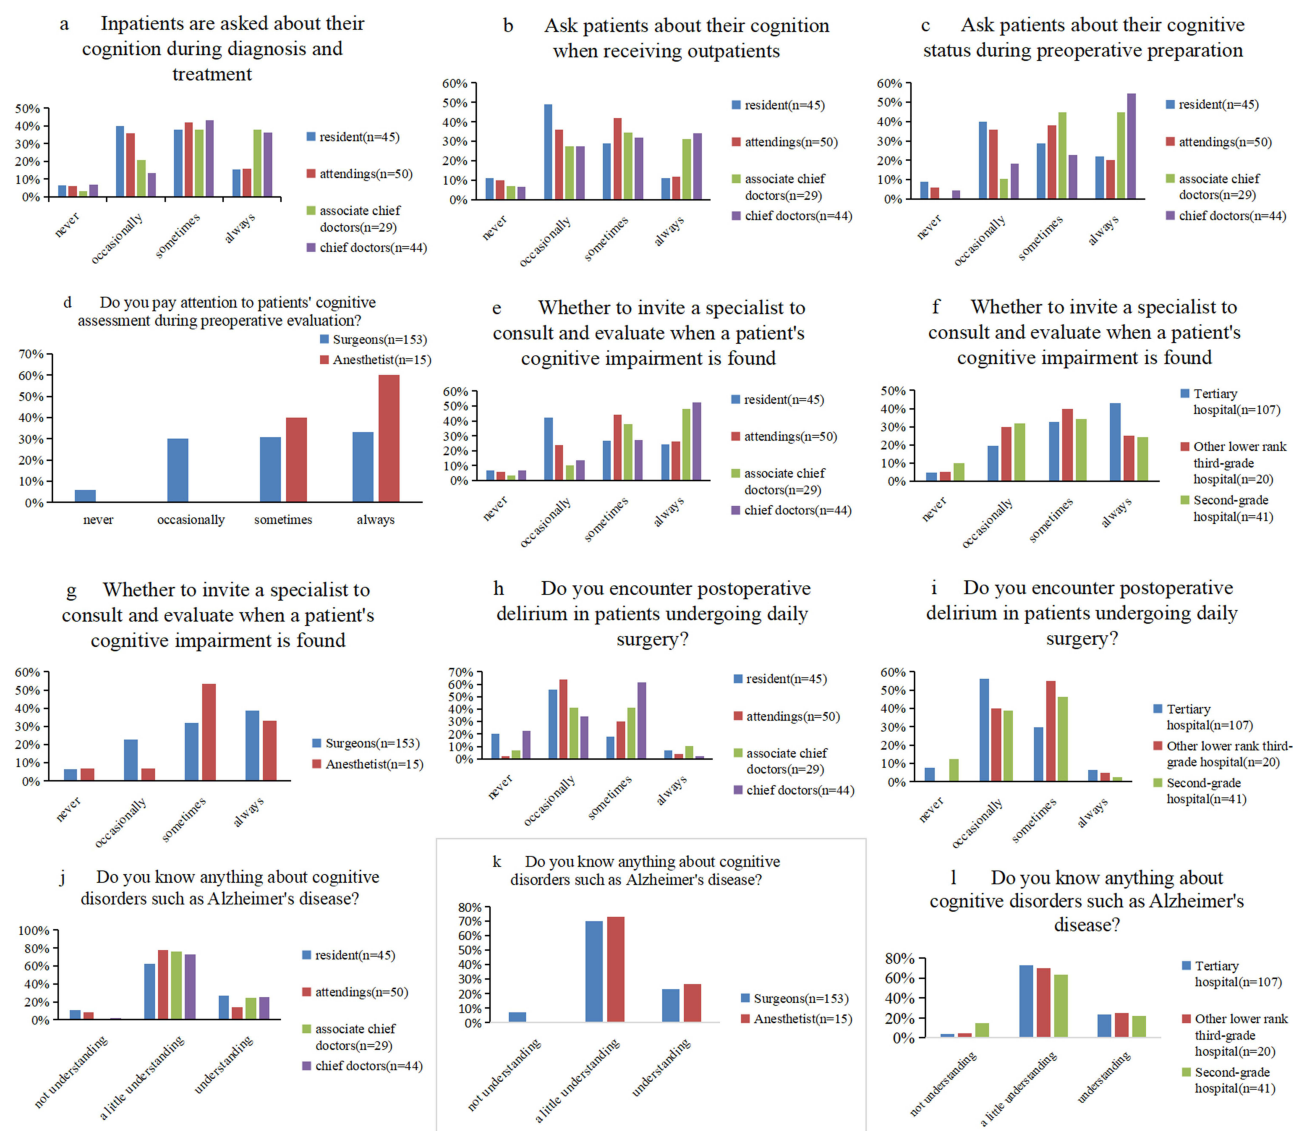 a Inpatients are asked about their
cognition during diagnosis and
treatment
50%
40%
30%
20%
10%
0%
never
occasionally
sometimes
always
resident(n=45)
attendings(n=50)
associate chief
doctors(n=29)
chief doctors(n=44)
b Ask patients about their cognition
when receiving outpatients
60%
50%
40%
30%
20%
10%
0%
never
occasionally
sometimes
always
resident(n=45)
attendings(n=50)
associate chief
doctors(n=29)
chief doctors(n=44)
c Ask patients about their cognitive
status during preoperative preparation
60%
50%
40%
30%
20%
10%
0%
never
occasionally
sometimes
always
resident(n=45)
attendings(n=50)
associate chief
doctors(n=29)
chief doctors(n=44)
d Do you pay attention to patients' cognitive
assessment during preoperative evaluation?
Surgeons(n=153)
Anesthetist(n=15)
70%
60%
50%
40%
30%
20%
10%
0%
never
occasionally
sometimes
always
e Whether to invite a specialist to
consult and evaluate when a patient's
cognitive impairment is found
60%
50%
40%
30%
20%
10%
0%
never
occasionally
sometimes
always
resident(n=45)
attendings(n=50)
associate chief
doctors(n=29)
chief doctors(n=44)
f Whether to invite a specialist to
consult and evaluate when a patient's
cognitive impairment is found
50%
40%
30%
20%
10%
0%
never
occasionally
sometimes
always
Tertiary
hospital(n=107)
Other lower rank
third-grade
hospital(n=20)
Second-grade
hospital(n=41)
g Whether to invite a specialist to
consult and evaluate when a patient's
cognitive impairment is found
60%
50%
40%
30%
20%
10%
0%
never
occasionally
sometimes
always
Surgeons(n=153)
Anesthetist(n=15)
h Do you encounter postoperative
delirium in patients undergoing daily
surgery?
70%
60%
50%
40%
30%
20%
10%
0%
never
occasionally
sometimes
always
resident(n=45)
attendings(n=50)
associate chief
doctors(n=29)
chief doctors(n=44)
i Do you encounter postoperative
delirium in patients undergoing daily
surgery?
60%
50%
40%
30%
20%
10%
0%
never
occasionally
sometimes
always
Tertiary
hospital(n=107)
Other lower rank third-
grade hospital(n=20)
Second-grade
hospital(n=41)
j Do you know anything about cognitive
disorders such as Alzheimer's disease?
100%
80%
60%
40%
20%
0%
not understanding
a little understanding
understanding
resident(n=45)
attendings(n=50)
associate chief
doctors(n=29)
chief doctors(n=44)
k Do you know anything about cognitive
disorders such as Alzheimer's disease?
80%
70%
60%
50%
40%
30%
20%
10%
0%
not understanding
a little understanding
understanding
Surgeons(n=153)
Anesthetist(n=15)
l Do you know anything about
cognitive disorders such as Alzheimer's
disease?
80%
60%
40%
20%
0%
not understanding
a little understanding
understanding
Tertiary
hospital(n=107)
Other lower rank
third-grade
hospital(n=20)
Second-grade
hospital(n=41)